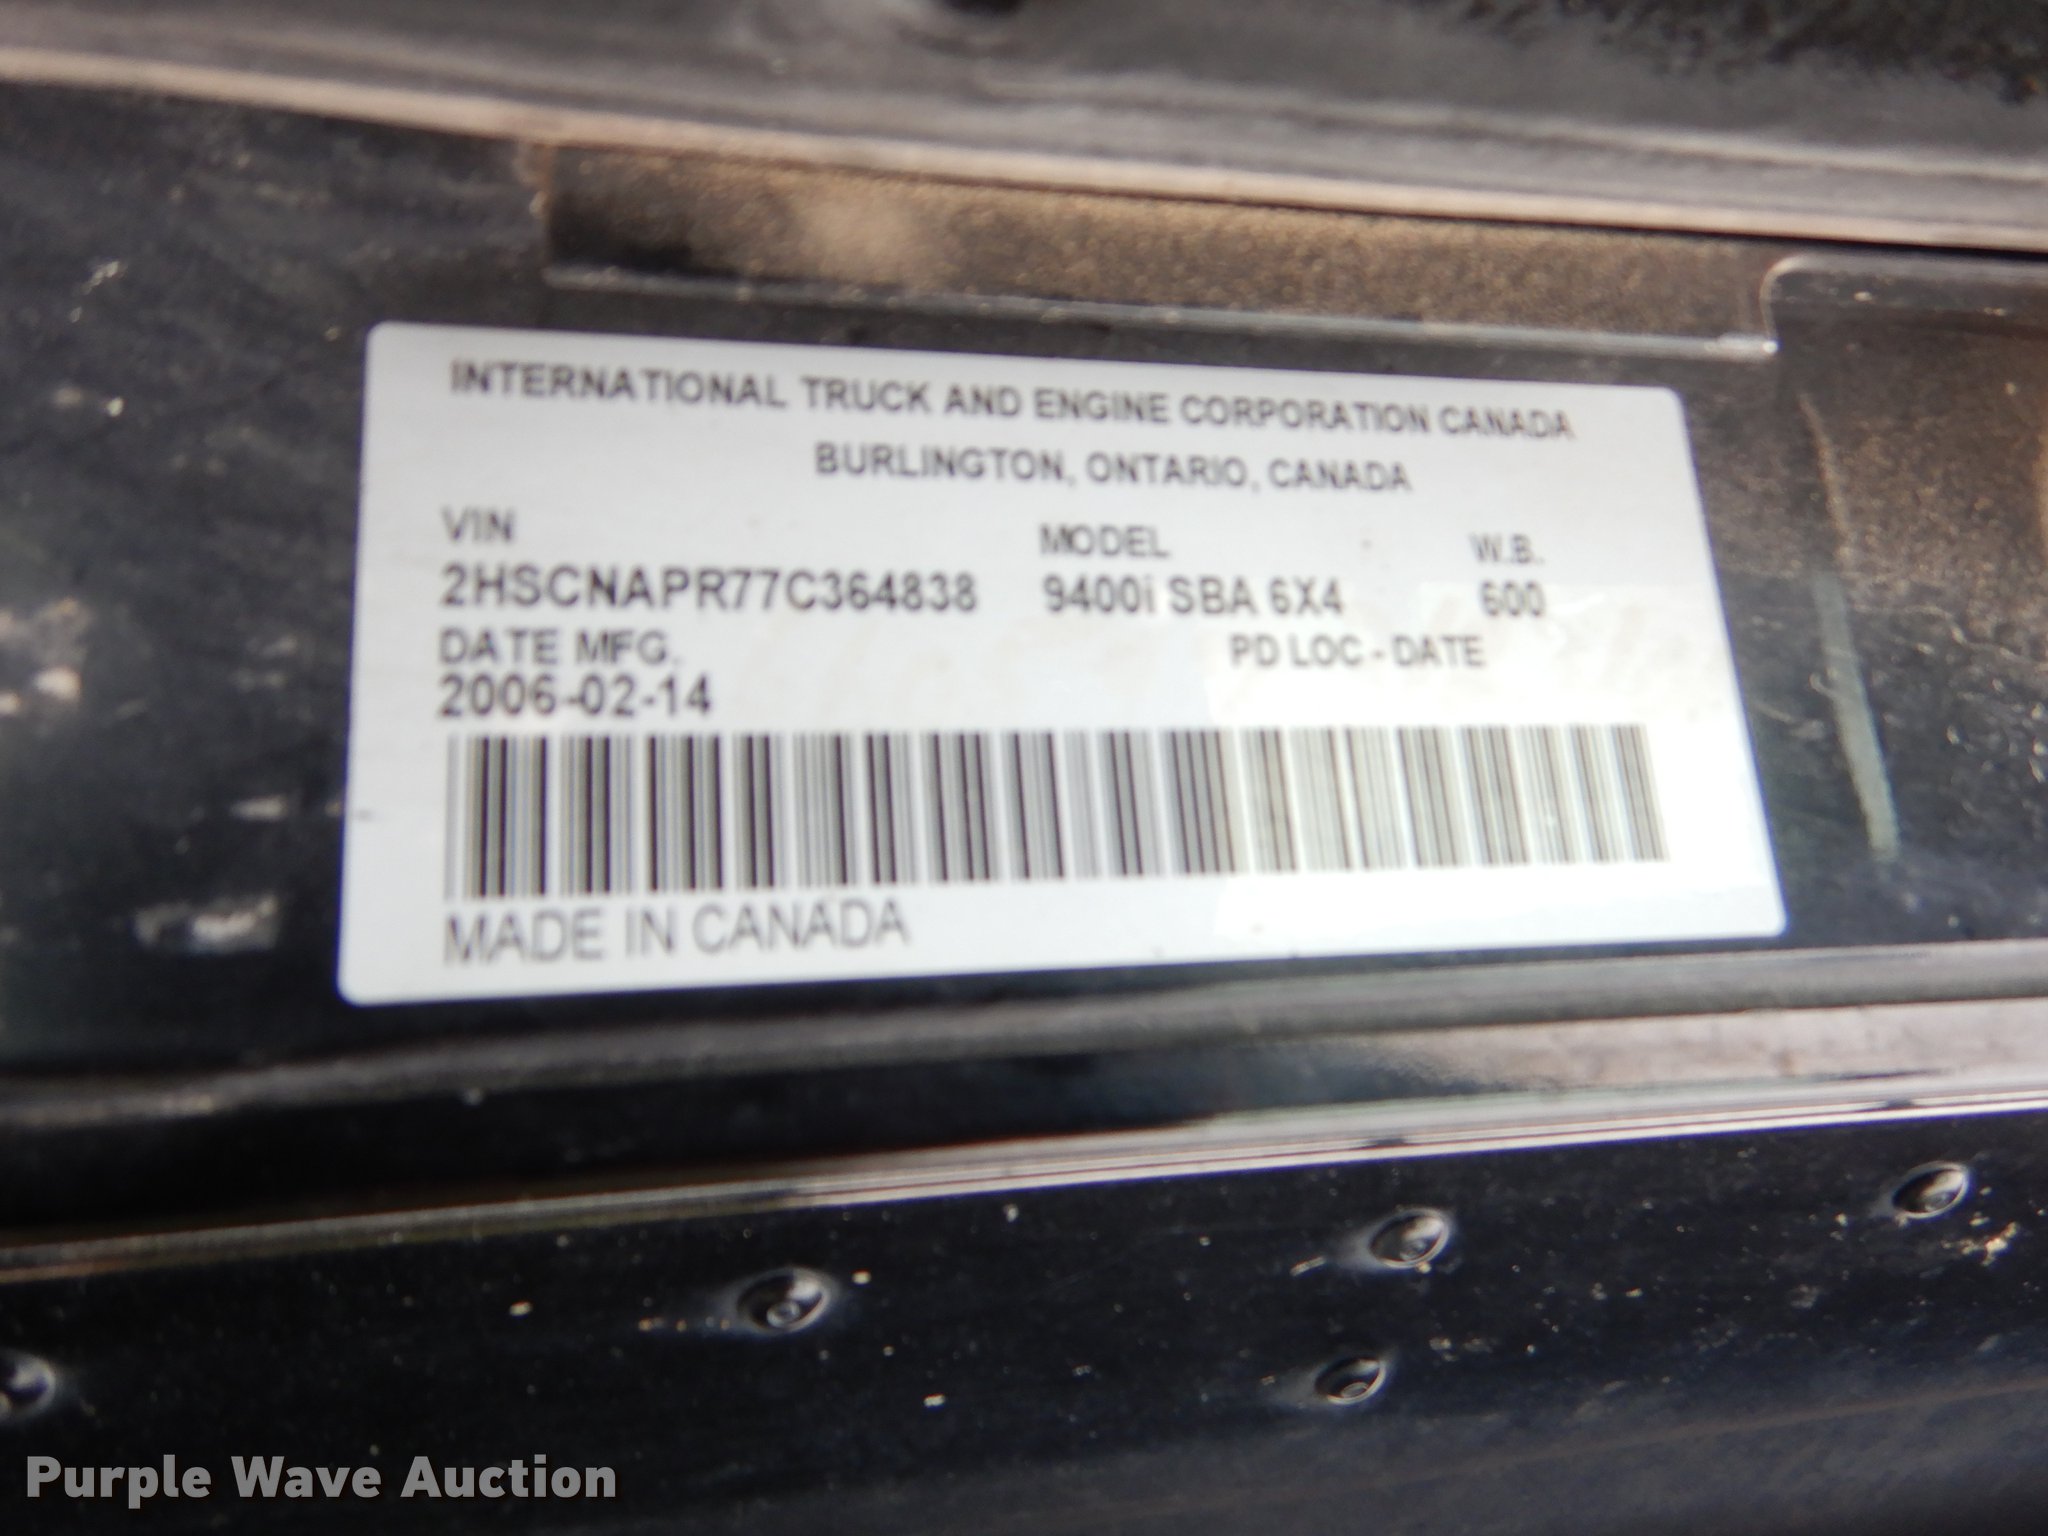 INTERNATIONAL TRUCK AND ENGINE CORPORATION CANADA
BURLINGTON, ONTARIO, CANADA
VIN MODEL W.B.
2HSCNAPR77C364838 9400i SBA 6X4 600
DATE MFG. PD LOC - DATE
2006-02-14
MADE IN CANADA
Purple Wave Auction